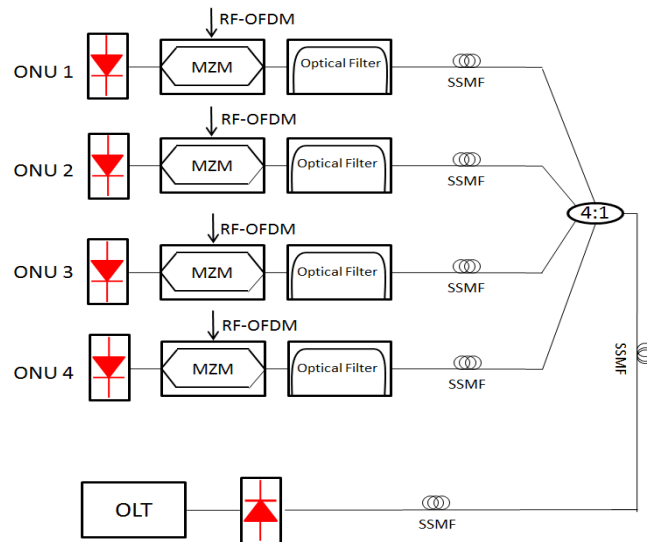 RF-OFDM
ONU 1
MZM
Optical Filter
SSMF
RF-OFDM
ONU 2
MZM
Optical Filter
SSMF
4:1
RF-OFDM
ONU 3
MZM
Optical Filter
SSMF
RF-OFDM
ONU 4
MZM
Optical Filter
SSMF
SSMF
OLT
SSMF